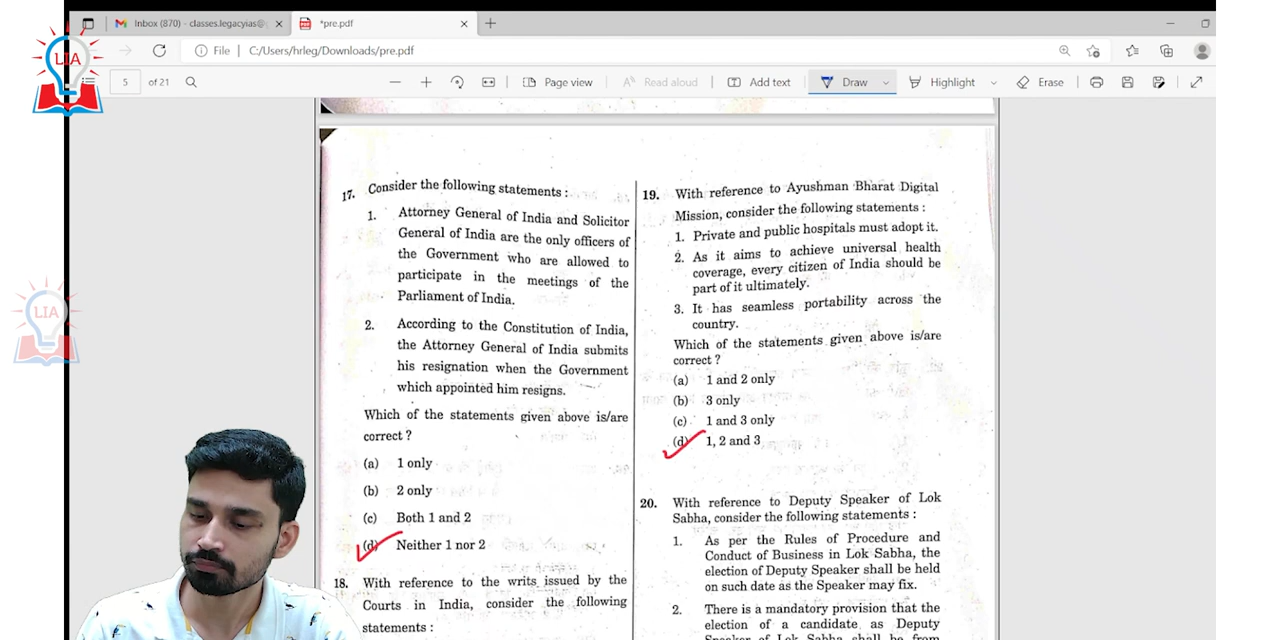 Inbox (870) - classes.legacyias@g
*pre.pdf
File
C:/Users/hrleg/Downloads/pre.pdf
5
of 21
Page view
Read aloud
Add text
Draw
Highlight
Erase
LIA
LIA
17. Consider the following statements :
1. Attorney General of India and Solicitor
General of India are the only officers of
the Government who are allowed to
participate in the meetings of the
Parliament of India.
2. According to the Constitution of India,
the Attorney General of India submits
his resignation when the Government
which appointed him resigns.
Which of the statements given above is/are
correct ?
(a) 1 only
(b) 2 only
(c) Both 1 and 2
(d) Neither 1 nor 2
18. With reference to the writs issued by the
Courts in India, consider the following
statements :
19. With reference to Ayushman Bharat Digital
Mission, consider the following statements :
1. Private and public hospitals must adopt it.
2. As it aims to achieve universal health
coverage, every citizen of India should be
part of it ultimately.
3. It has seamless portability across the
country.
Which of the statements given above is/are
correct ?
(a) 1 and 2 only
(b) 3 only
(c) 1 and 3 only
(d) 1, 2 and 3
20. With reference to Deputy Speaker of Lok
Sabha, consider the following statements :
1. As per the Rules of Procedure and
Conduct of Business in Lok Sabha, the
election of Deputy Speaker shall be held
on such date as the Speaker may fix.
2. There is a mandatory provision that the
election of a candidate as Deputy
Speaker of Lok Sabha shall be from